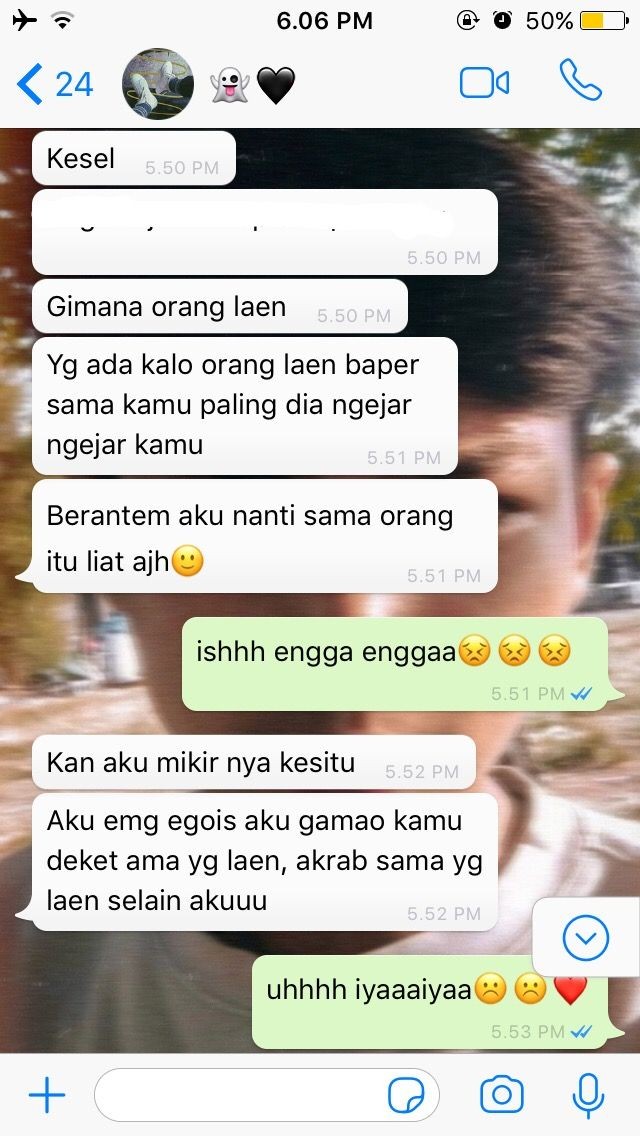 6.06 PM 50%
24 👻🖤
Kesel 5.50 PM
5.50 PM
Gimana orang laen 5.50 PM
Yg ada kalo orang laen baper
sama kamu paling dia ngejar
ngejar kamu 5.51 PM
Berantem aku nanti sama orang
itu liat ajh🙂
5.51 PM
ishhh engga enggaa😣😣😣
5.51 PM
Kan aku mikir nya kesitu 5.52 PM
Aku emg egois aku gamao kamu
deket ama yg laen, akrab sama yg
laen selain akuuu 5.52 PM
uhhhh iyaaaiyaa☹️☹️❤️
5.53 PM